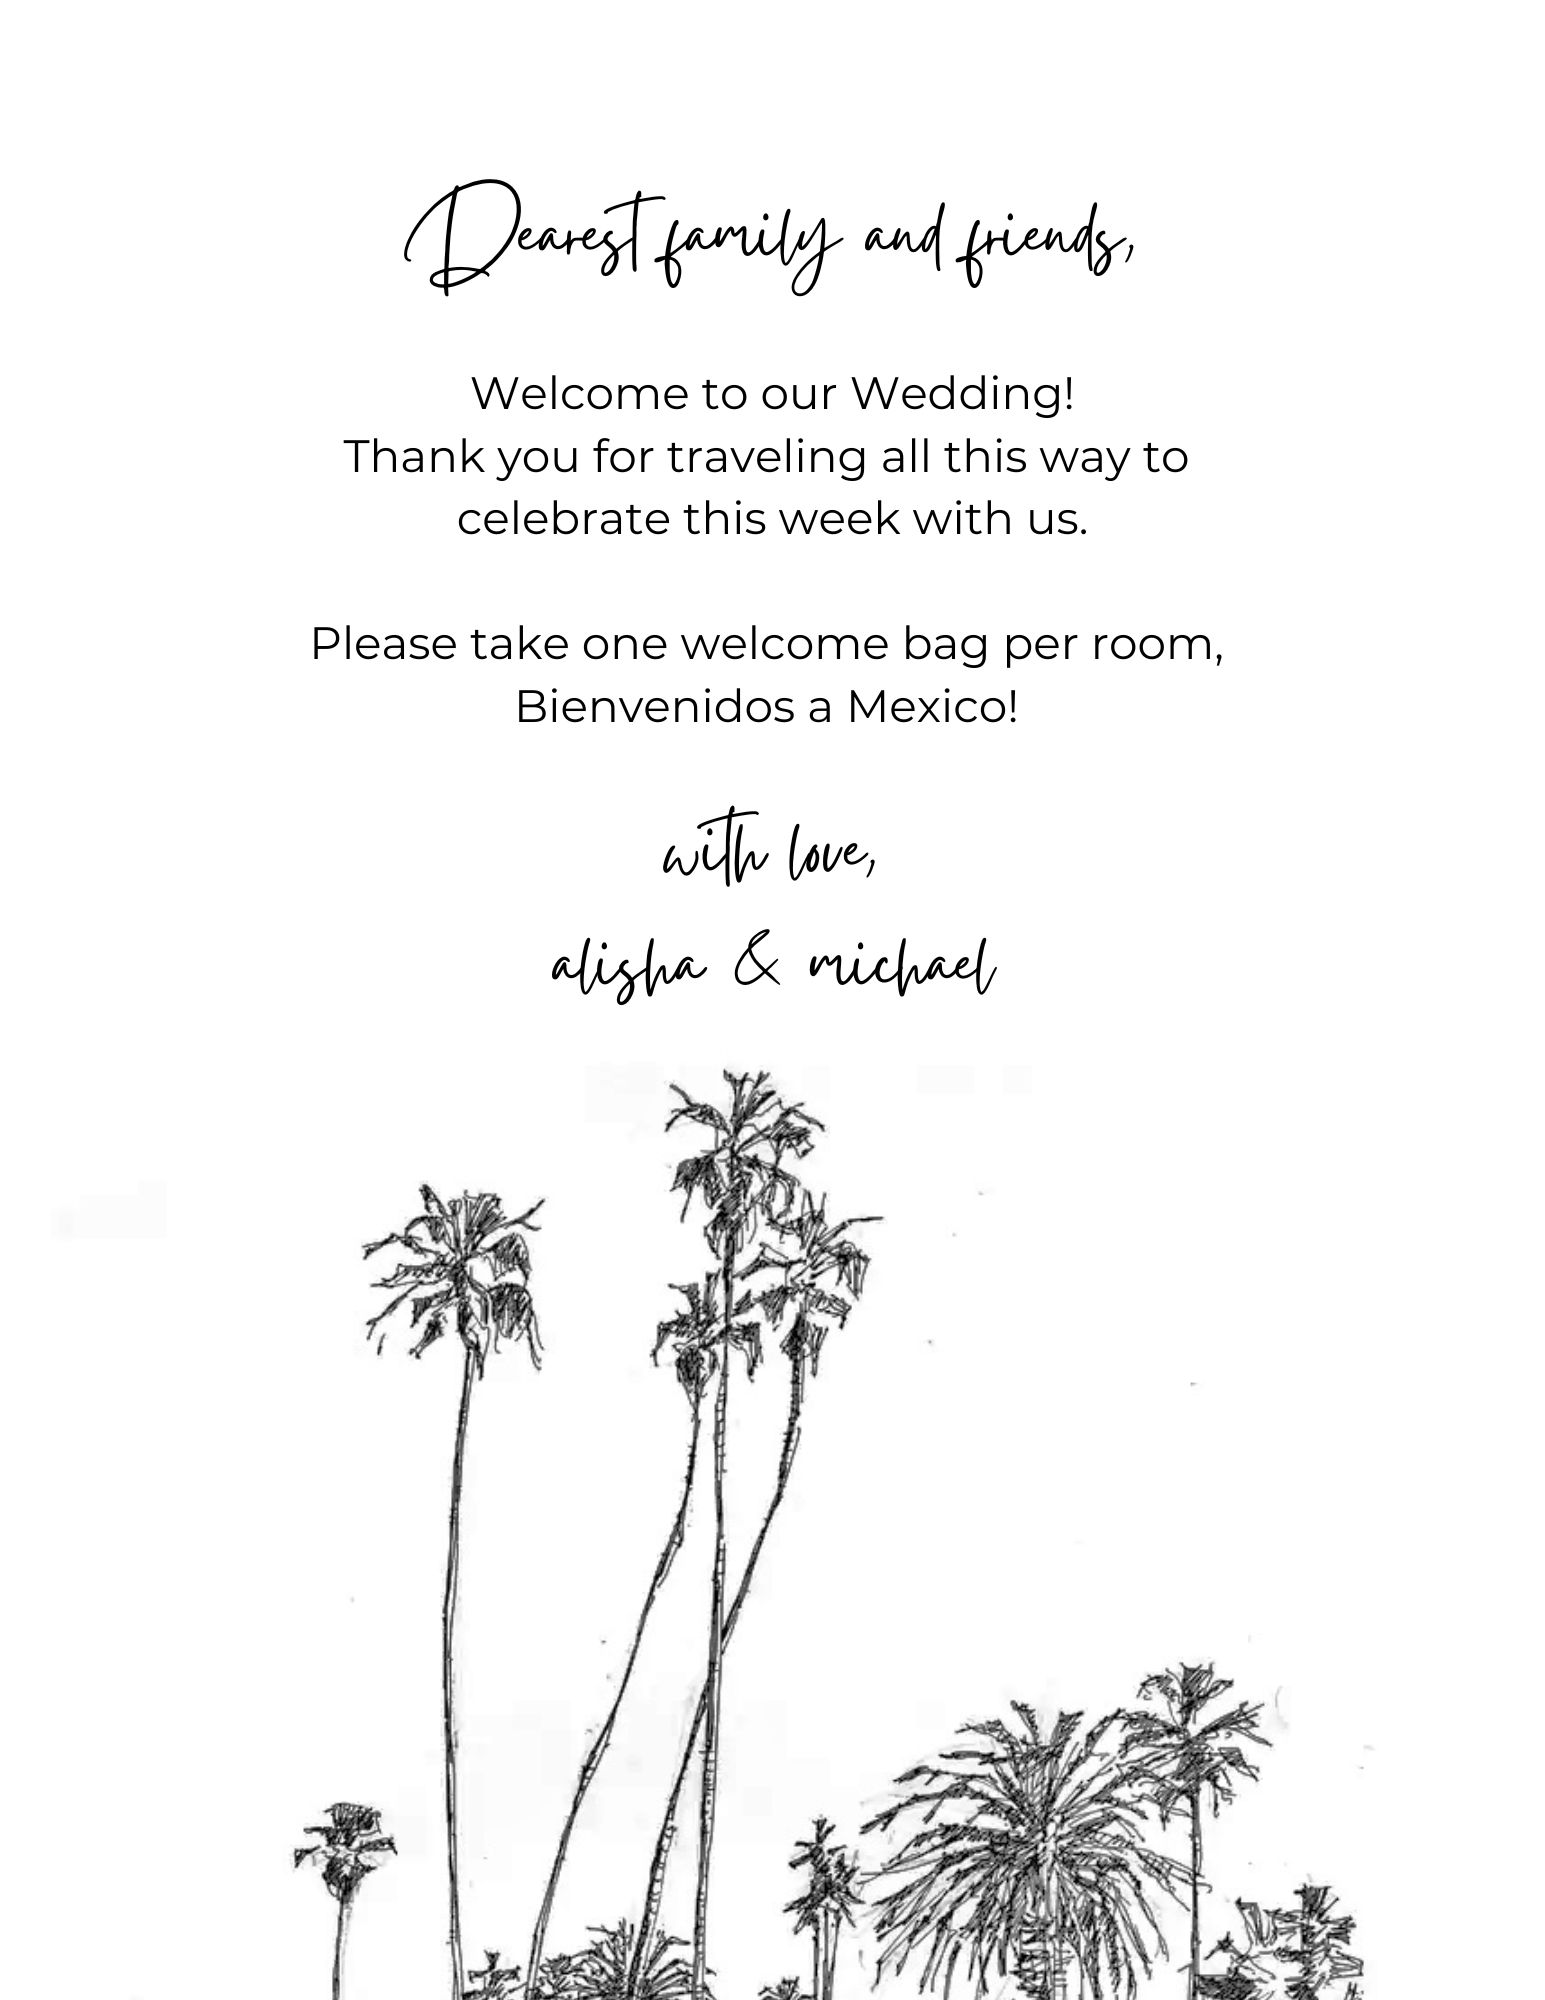 Dearest family and friends,
Welcome to our Wedding!
Thank you for traveling all this way to
celebrate this week with us.
Please take one welcome bag per room,
Bienvenidos a Mexico!
with love,
alisha & michael